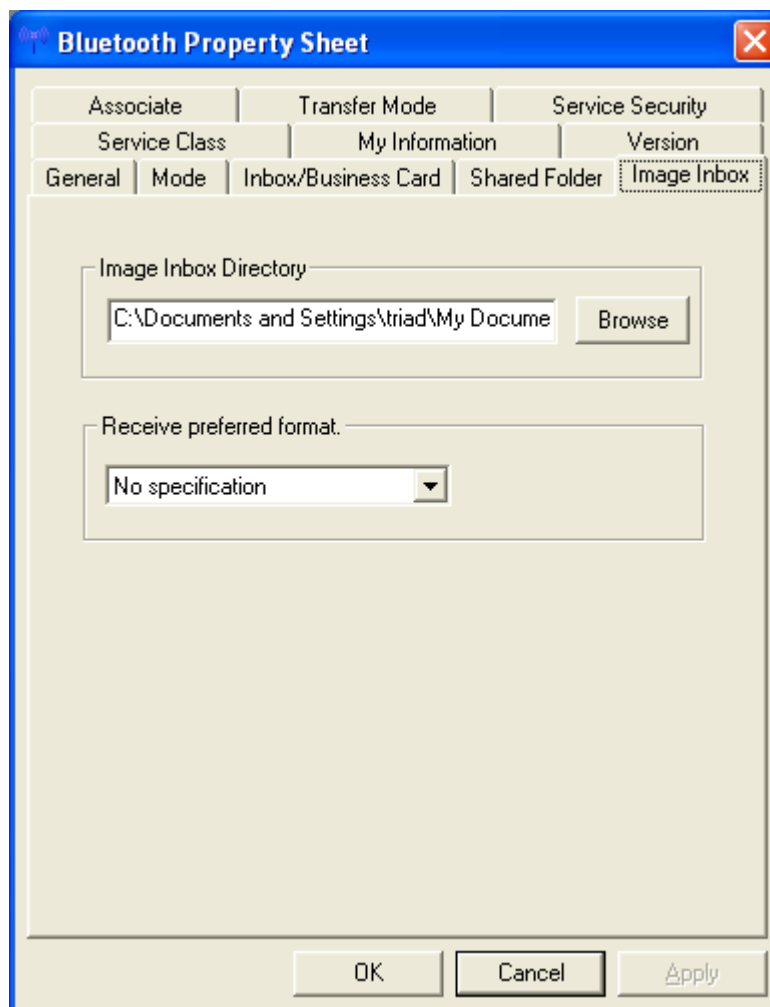 Bluetooth Property Sheet
Associate Transfer Mode Service Security
Service Class My Information Version
General Mode Inbox/Business Card Shared Folder Image Inbox
Image Inbox Directory
C:\Documents and Settings\triad\My Docume Browse
Receive preferred format.
No specification
OK Cancel Apply